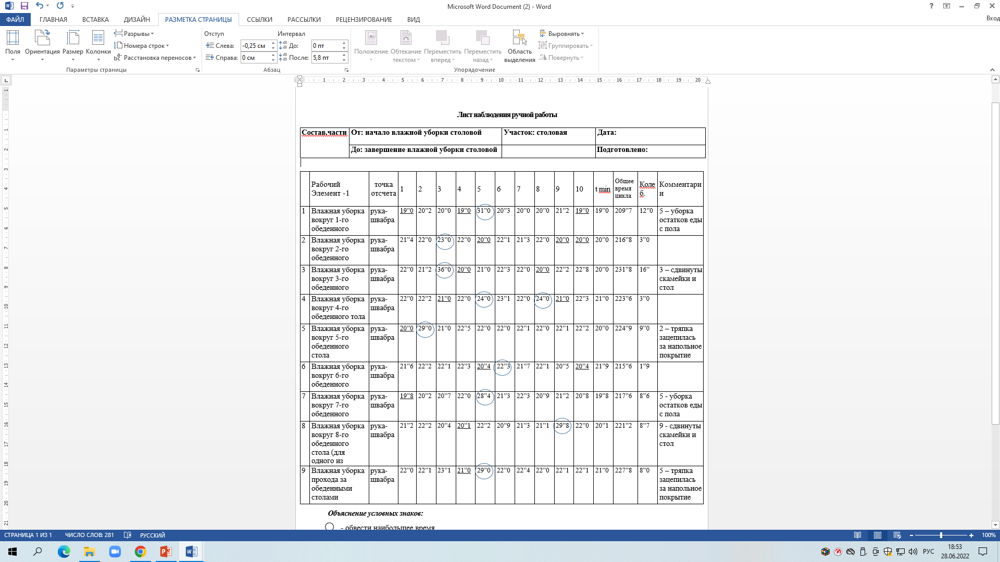 Microsoft Word Document (2) - Word
Вход
ФАЙЛ ГЛАВНАЯ ВСТАВКА ДИЗАЙН РАЗМЕТКА СТРАНИЦЫ ССЫЛКИ РАССЫЛКИ РЕЦЕНЗИРОВАНИЕ ВИД
Поля Ориентация Размер Колонки
Разрывы
Номера строк
Расстановка переносов
Параметры страницы
Отступ Интервал
Слева: -0,25 см До: 0 пт
Справа: 0 см После: 5,8 пт
Абзац
Положение Обтекание текстом Переместить вперед Переместить назад Область выделения
Выровнять
Группировать
Повернуть
Упорядочение
1 2 3 4 5 6 7 8 9 10 11 12 13 14 15 16 17 18 19 20
Лист наблюдения ручной работы
Состав.части От: начало влажной уборки столовой Участок: столовая Дата:
До: завершение влажной уборки столовой Подготовлено:
Рабочий Элемент -1 точка отсчета 1 2 3 4 5 6 7 8 9 10 t min Общее время цикла Колеб. Комментарии
1 Влажная уборка рука- 19”0 20”2 20”0 19”0 31”0 20”3 20”0 20”0 21”2 19”0 19”0 209”7 12”0 5 – уборка
вокруг 1-го швабра остатков еды
обеденного с пола
2 Влажная уборка рука- 21”4 22”0 23”0 22”0 20”0 22”1 21”3 22”0 20”0 20”0 20”0 216”8 3”0
вокруг 2-го швабра
обеденного
3 Влажная уборка рука- 22”0 21”2 36”0 20”0 21”0 22”3 22”0 20”0 22”2 22”8 20”0 231”8 16” 3 – сдвинуты
вокруг 3-го швабра скамейки и
обеденного стол
4 Влажная уборка рука- 22”0 22”2 21”0 22”0 24”0 23”1 22”0 24”0 21”0 22”3 21”0 223”6 3”0
вокруг 4-го швабра
обеденного тола
5 Влажная уборка рука- 20”0 29”0 21”0 22”5 22”0 22”0 22”1 22”0 22”1 22”2 20”0 224”9 9”0 2 – тряпка
вокруг 5-го швабра зацепилась
обеденного за напольное
стола покрытие
6 Влажная уборка рука- 21”6 22”2 22”1 22”3 20”4 22”3 21”7 22”1 20”5 20”4 21”9 215”6 1”9
вокруг 6-го швабра
обеденного
7 Влажная уборка рука- 19”8 20”2 20”7 22”0 28”4 21”3 22”3 20”9 21”2 20”8 19”8 217”6 8”6 5 - уборка
вокруг 7-го швабра остатков еды
обеденного с пола
8 Влажная уборка рука- 21”2 22”2 20”4 20”1 22”2 20”9 21”3 21”1 29”8 22”0 20”1 221”2 8”7 9 - сдвинуты
вокруг 8-го швабра скамейки и
обеденного стол
стола (для
одного из
9 Влажная уборка рука- 22”0 22”1 23”1 21”0 29”0 22”0 22”4 22”0 22”1 22”1 21”0 227”8 8”0 5 – тряпка
прохода за швабра зацепилась
обеденными за напольное
столами покрытие
Объяснение условных знаков:
- обвести наибольшее время
СТРАНИЦА 1 ИЗ 1 ЧИСЛО СЛОВ: 281 РУССКИЙ 100%
РУС 18:53
28.06.2022